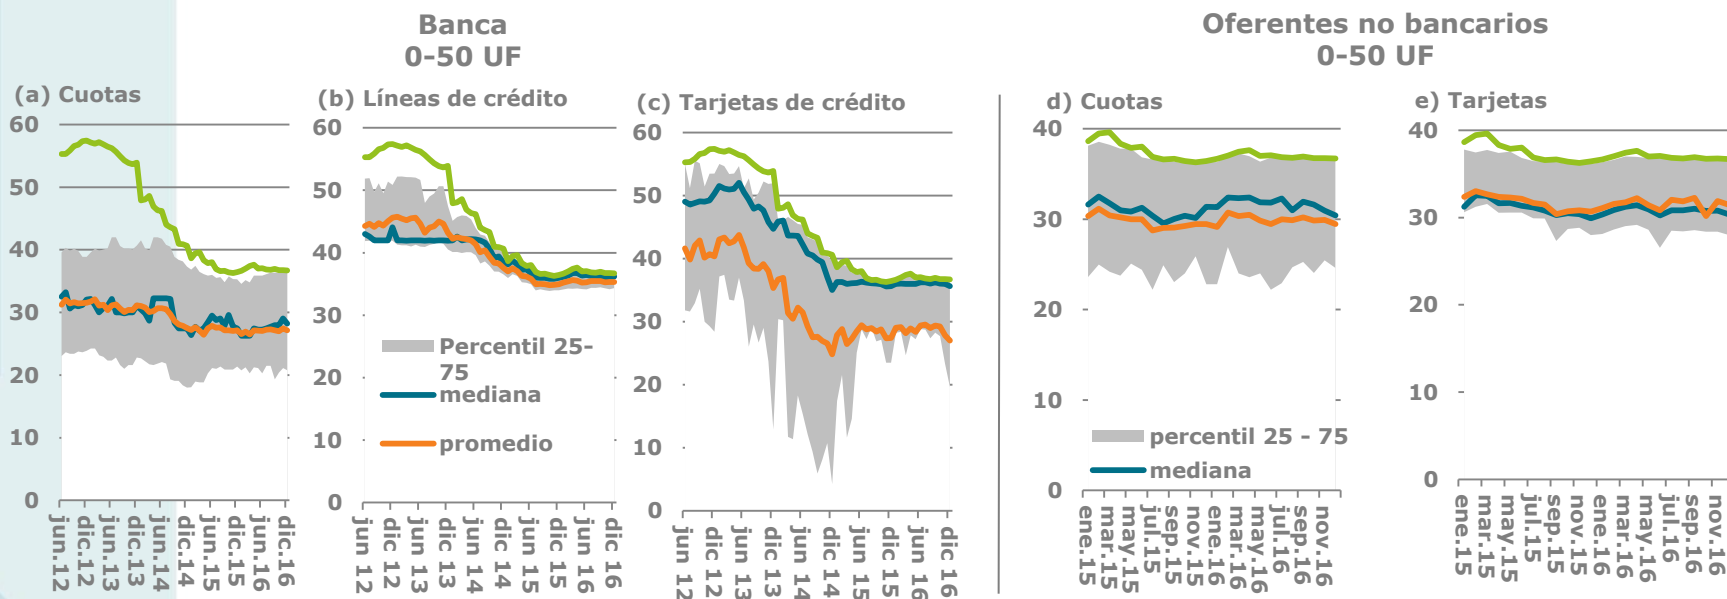 Banca
0-50 UF
Oferentes no bancarios
0-50 UF
(a) Cuotas
60
50
40
30
20
10
0
jun.12
dic.12
jun.13
dic.13
jun.14
dic.14
jun.15
dic.15
jun.16
dic.16
(b) Líneas de crédito
60
50
40
30
20
10
0
Percentil 25-
75
mediana
promedio
jun 12
dic 12
jun 13
dic 13
jun 14
dic 14
jun 15
dic 15
jun 16
dic 16
(c) Tarjetas de crédito
60
50
40
30
20
10
0
jun 12
dic 12
jun 13
dic 13
jun 14
dic 14
jun 15
dic 15
jun 16
dic 16
d) Cuotas
40
30
20
10
0
percentil 25 - 75
mediana
ene.15
mar.15
may.15
jul.15
sep.15
nov.15
ene.16
mar.16
may.16
jul.16
sep.16
nov.16
e) Tarjetas
40
30
20
10
0
ene.15
mar.15
may.15
jul.15
sep.15
nov.15
ene.16
mar.16
may.16
jul.16
sep.16
nov.16